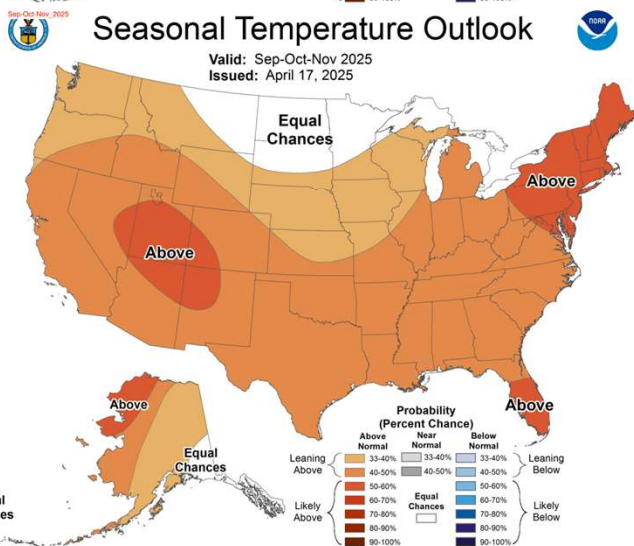 Sep-Oct-Nov_2025
Seasonal Temperature Outlook
NOAA
Valid: Sep-Oct-Nov 2025
Issued: April 17, 2025
Equal
Chances
Above
Above
Above
Above
Equal
Chances
Probability
(Percent Chance)
Above
Normal
Near
Normal
Below
Normal
Leaning
Above
33-40%
33-40%
33-40%
Leaning
Below
40-50%
40-50%
40-50%
Likely
Above
50-60%
Equal
Chances
50-60%
Likely
Below
60-70%
60-70%
70-80%
70-80%
80-90%
80-90%
90-100%
90-100%